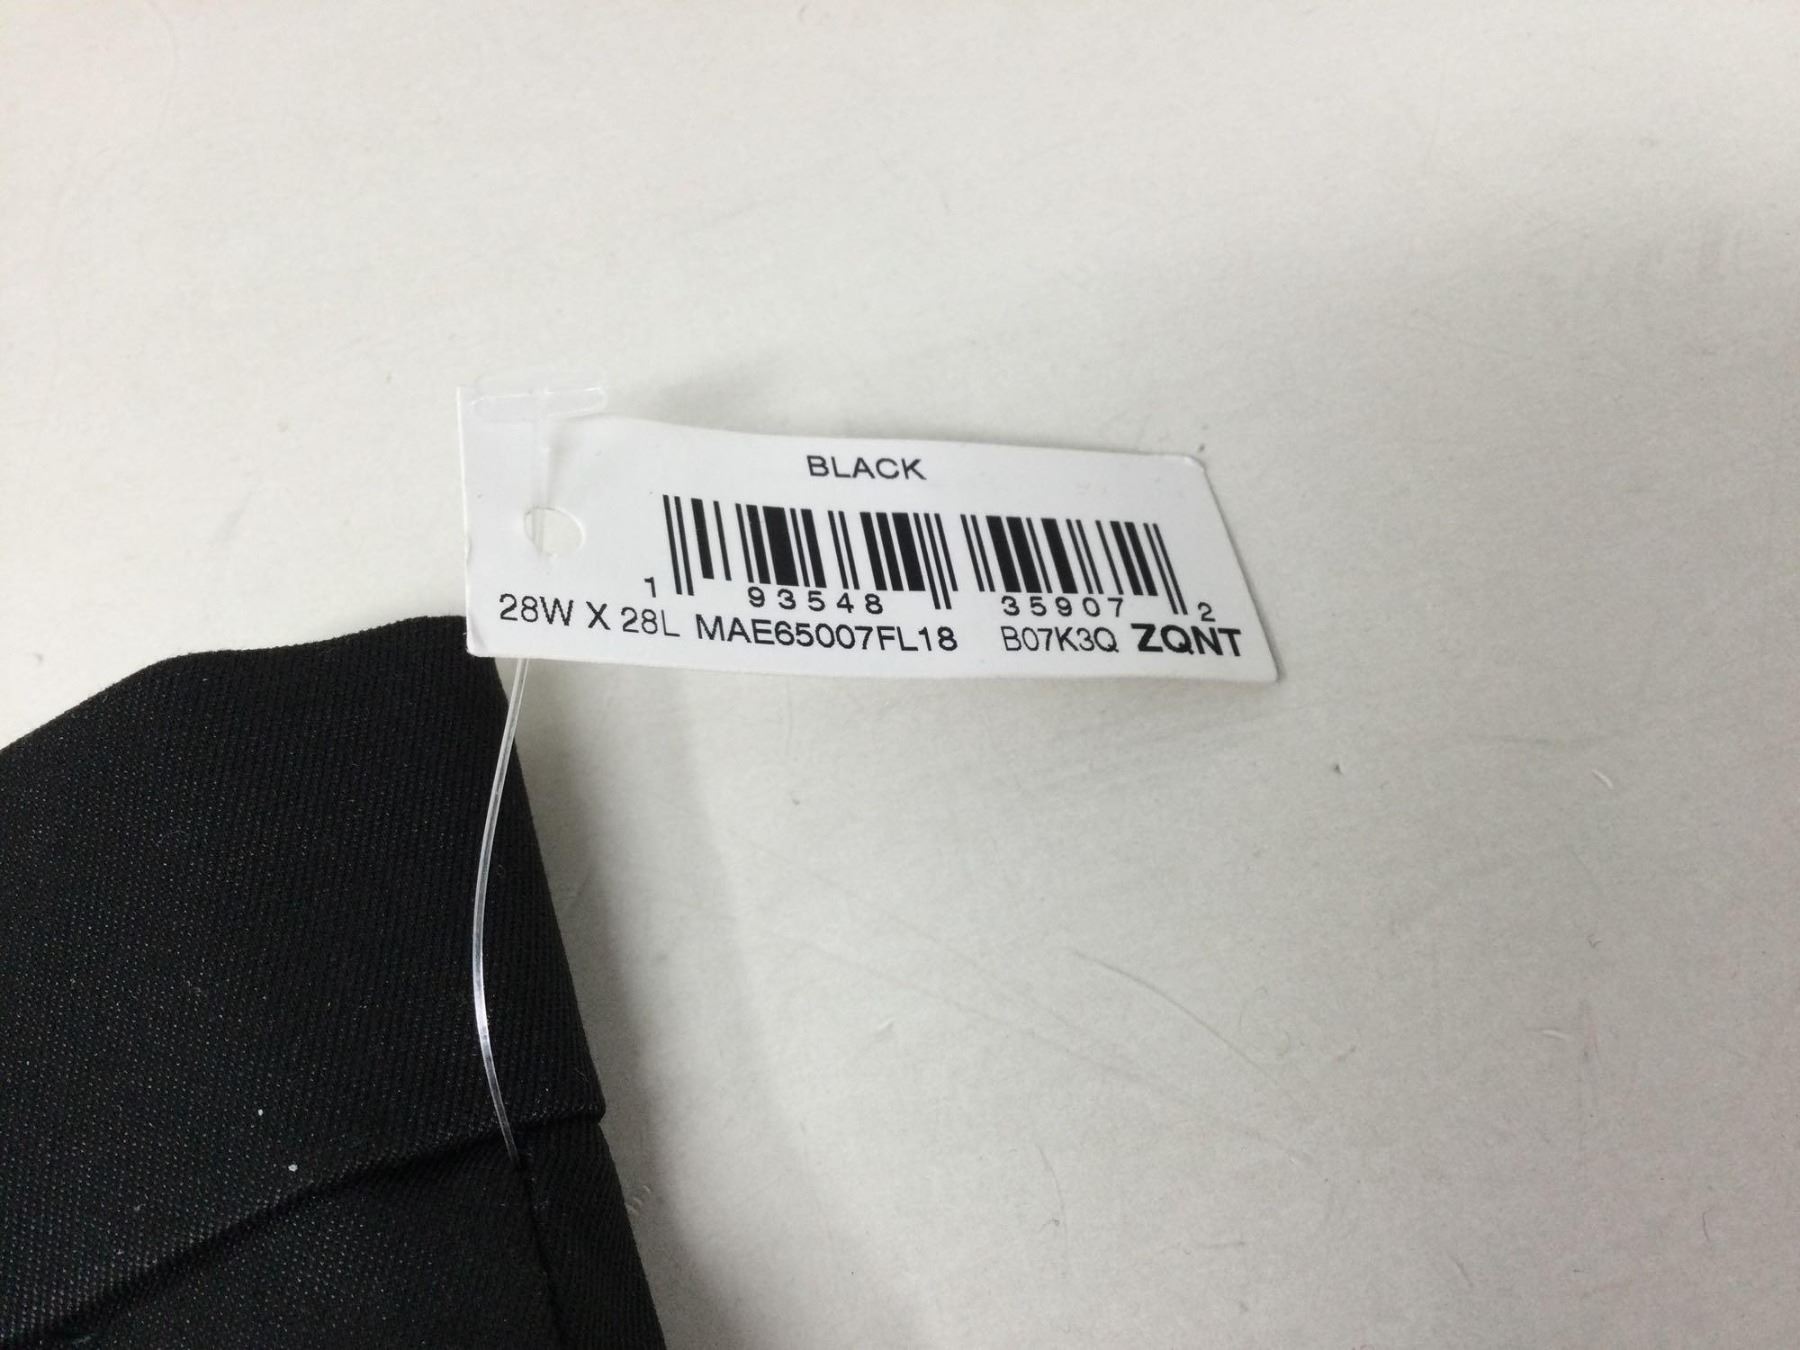 BLACK
1 93548 35907 2
28W X 28L MAE65007FL18 B07K3Q ZQNT